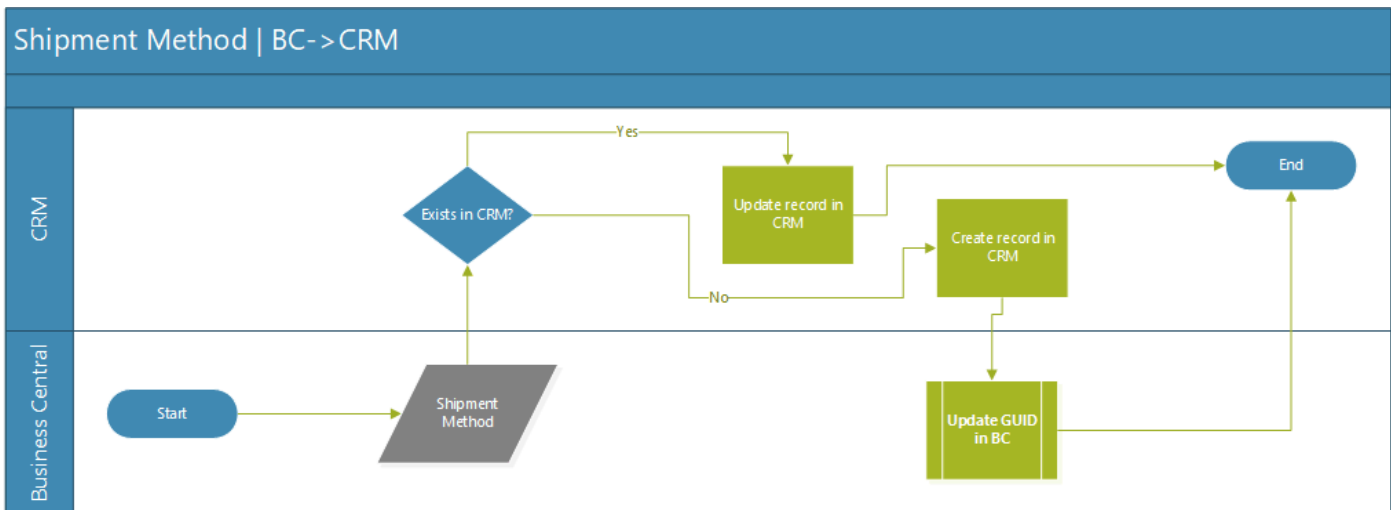 Shipment Method | BC->CRM
CRM
Yes
End
Exists in CRM?
Update record in
CRM
Create record in
CRM
No
Business Central
Start
Shipment
Method
Update GUID
in BC